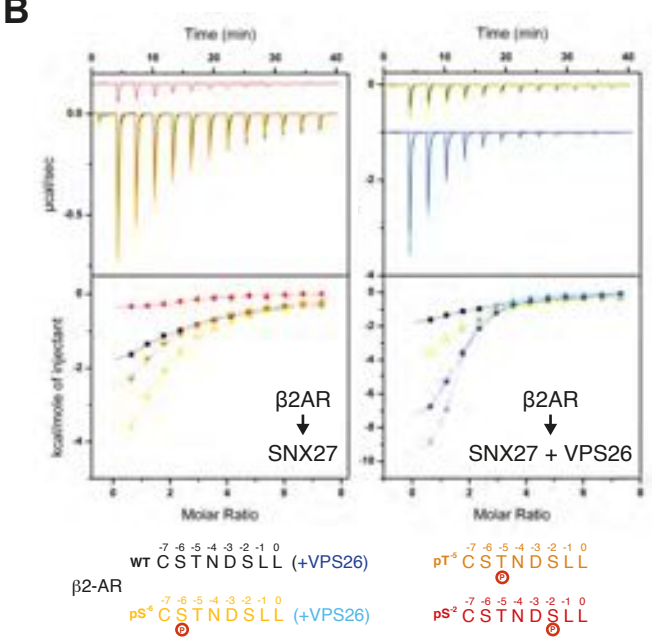 B
Time (min)
0 10 20 30 40
0.0
-0.5
µcal/sec
0
-2
-4
kcal/mole of injectant
β2AR
SNX27
0 2 4 6 8
Molar Ratio
Time (min)
0 10 20 30 40
0
-2
-4
0
-2
-4
-6
-8
-10
β2AR
SNX27 + VPS26
0 2 4 6 8
Molar Ratio
β2-AR
-7 -6 -5 -4 -3 -2 -1 0
WT C S T N D S L L (+VPS26)
-7 -6 -5 -4 -3 -2 -1 0
pS-6 C S T N D S L L (+VPS26)
P
-7 -6 -5 -4 -3 -2 -1 0
pT-5 C S T N D S L L
P
-7 -6 -5 -4 -3 -2 -1 0
pS-2 C S T N D S L L
P